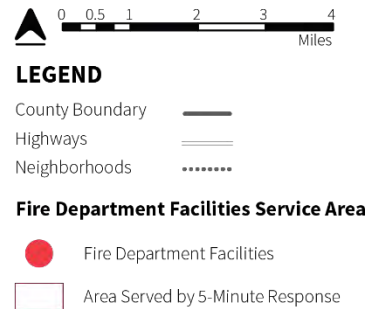 0 0.5 1 2 3 4
Miles
LEGEND
County Boundary
Highways
Neighborhoods
Fire Department Facilities Service Area
Fire Department Facilities
Area Served by 5-Minute Response